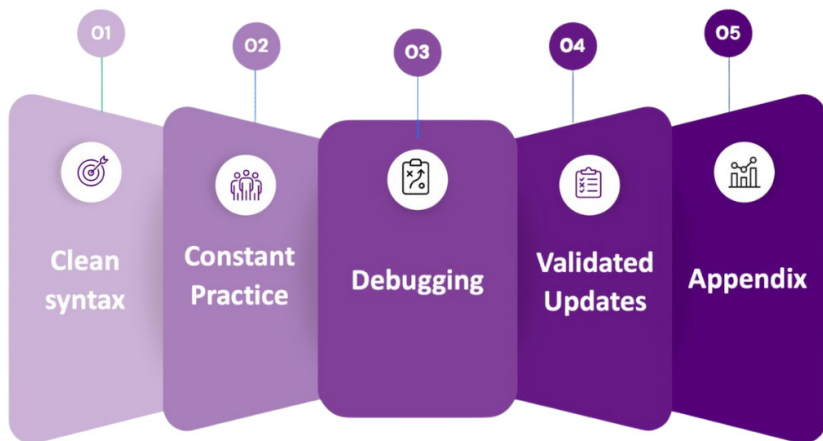 01
02
03
04
05
Clean
syntax
Constant
Practice
Debugging
Validated
Updates
Appendix